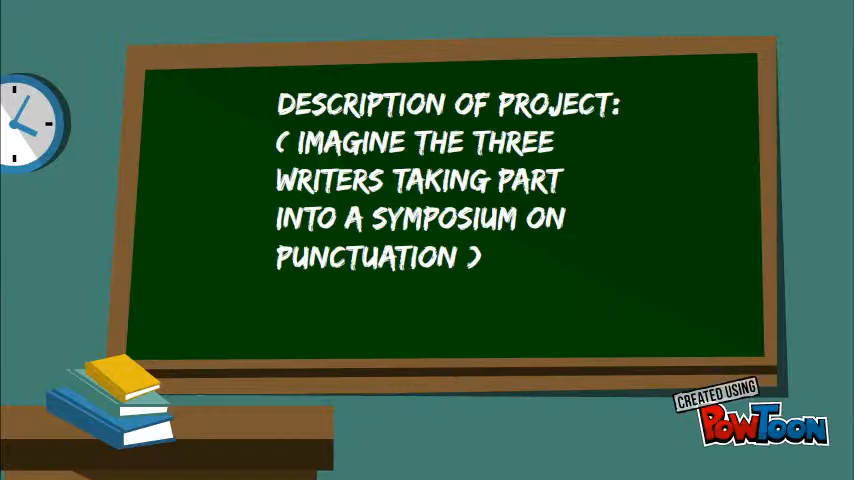 DESCRIPTION OF PROJECT:
( IMAGINE THE THREE
WRITERS TAKING PART
INTO A SYMPOSIUM ON
PUNCTUATION )
CREATED USING
POWTOON